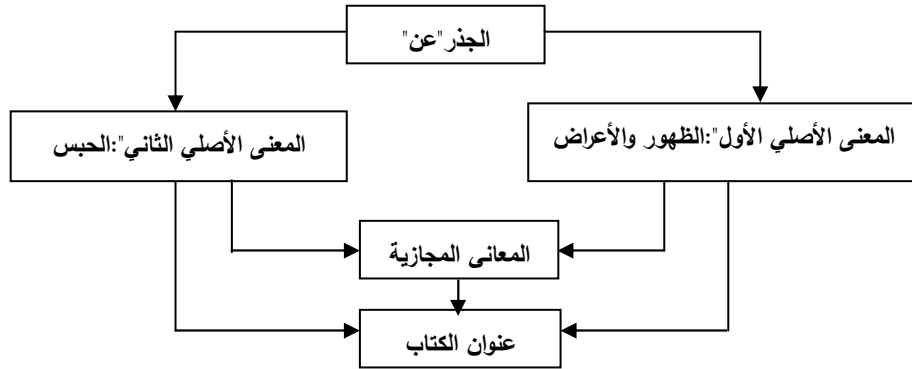 الجذر"عن"
المعنى الأصلي الأول":الظهور والأعراض
المعنى الأصلي الثاني":الحبس
المعانى المجازية
عنوان الكتاب